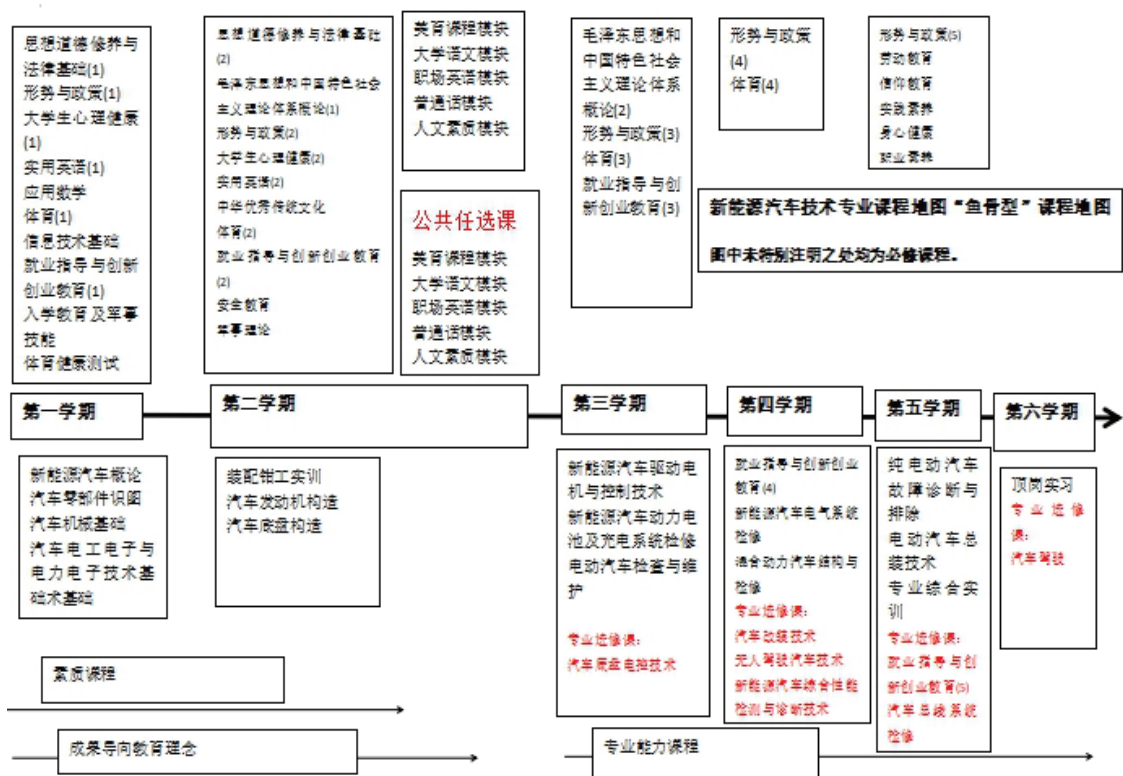 思想道德修养与
法律基础(1)
形势与政策(1)
大学生心理健康
(1)
实用英语(1)
应用数学
体育(1)
信息技术基础
就业指导与创新
创业教育(1)
入学教育及军事
技能
体育健康测试
思想道德修养与法律基础
(2)
毛泽东思想和中国特色社会
主义理论体系概论(1)
形势与政策(2)
大学生心理健康(2)
实用英语(2)
中华优秀传统文化
体育(2)
就业指导与创新创业教育
(2)
安全教育
军事理论
美育课程模块
大学语文模块
职场英语模块
普通话模块
人文素质模块
公共任选课
美育课程模块
大学语文模块
职场英语模块
普通话模块
人文素质模块
毛泽东思想和
中国特色社会
主义理论体系
概论(2)
形势与政策(3)
体育(3)
就业指导与创
新创业教育(3)
形势与政策
(4)
体育(4)
形势与政策(5)
劳动教育
信仰教育
实践素养
身心健康
职业素养
新能源汽车技术专业课程地图“鱼骨型”课程地图
图中未特别注明之处均为必修课程。
第一学期
第二学期
第三学期
第四学期
第五学期
第六学期
新能源汽车概论
汽车零部件识图
汽车机械基础
汽车电工电子与
电力电子技术基
础术基础
装配钳工实训
汽车发动机构造
汽车底盘构造
新能源汽车驱动电
机与控制技术
新能源汽车动力电
池及充电系统检修
电动汽车检查与维
护
专业选修课:
汽车底盘电控技术
就业指导与创新创业
教育(4)
新能源汽车电气系统
检修
混合动力汽车结构与
检修
专业选修课:
汽车改装技术
无人驾驶汽车技术
新能源汽车综合性能
检测与诊断技术
纯电动汽车
故障诊断与
排除
电动汽车总
装技术
专业综合实
训
专业选修课:
就业指导与创
新创业教育(5)
汽车总线系统
检修
顶岗实习
专业选修
课:
汽车驾驶
素质课程
成果导向教育理念
专业能力课程